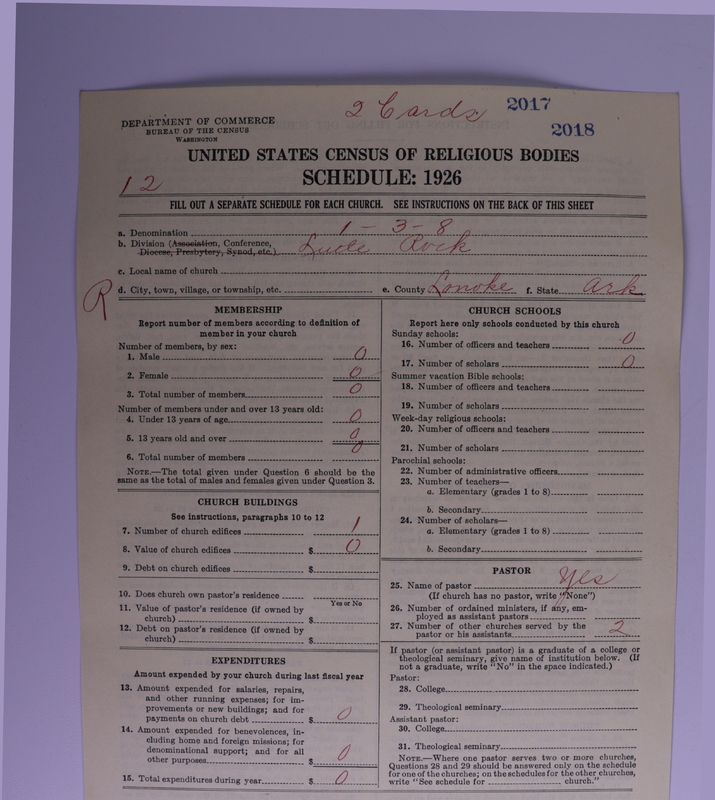 2 Cards 2017
2018
DEPARTMENT OF COMMERCE
BUREAU OF THE CENSUS
WASHINGTON
UNITED STATES CENSUS OF RELIGIOUS BODIES
SCHEDULE: 1926
12
FILL OUT A SEPARATE SCHEDULE FOR EACH CHURCH. SEE INSTRUCTIONS ON THE BACK OF THIS SHEET
a. Denomination 1-3-8
b. Division (Association, Conference, Diocese, Presbytery, Synod, etc.) Rock
c. Local name of church
R
d. City, town, village, or township, etc. e. County Lonoke f. State Ark
MEMBERSHIP
Report number of members according to definition of
member in your church
Number of members, by sex:
1. Male 0
2. Female 0
3. Total number of members 0
Number of members under and over 13 years old:
4. Under 13 years of age 0
5. 13 years old and over 0
6. Total number of members 0
NOTE.—The total given under Question 6 should be the
same as the total of males and females given under Question 3.
CHURCH BUILDINGS
See instructions, paragraphs 10 to 12
7. Number of church edifices 1
8. Value of church edifices $ 0
9. Debt on church edifices $
10. Does church own pastor's residence
Yes or No
11. Value of pastor's residence (if owned by
church) $
12. Debt on pastor's residence (if owned by
church) $
EXPENDITURES
Amount expended by your church during last fiscal year
13. Amount expended for salaries, repairs,
and other running expenses; for im-
provements or new buildings; and for
payments on church debt $ 0
14. Amount expended for benevolences, in-
cluding home and foreign missions; for
denominational support; and for all
other purposes $ 0
15. Total expenditures during year $ 0
CHURCH SCHOOLS
Report here only schools conducted by this church
Sunday schools:
16. Number of officers and teachers 0
17. Number of scholars 0
Summer vacation Bible schools:
18. Number of officers and teachers
19. Number of scholars
Week-day religious schools:
20. Number of officers and teachers
21. Number of scholars
Parochial schools:
22. Number of administrative officers
23. Number of teachers—
a. Elementary (grades 1 to 8)
b. Secondary
24. Number of scholars—
a. Elementary (grades 1 to 8)
b. Secondary
PASTOR
25. Name of pastor Yes
(If church has no pastor, write "None")
26. Number of ordained ministers, if any, em-
ployed as assistant pastors
27. Number of other churches served by the
pastor or his assistants 2
If pastor (or assistant pastor) is a graduate of a college or
theological seminary, give name of institution below. (If
not a graduate, write "No" in the space indicated.)
Pastor:
28. College
29. Theological seminary
Assistant pastor:
30. College
31. Theological seminary
NOTE.—Where one pastor serves two or more churches,
Questions 28 and 29 should be answered only on the schedule
for one of the churches; on the schedules for the other churches,
write "See schedule for church."